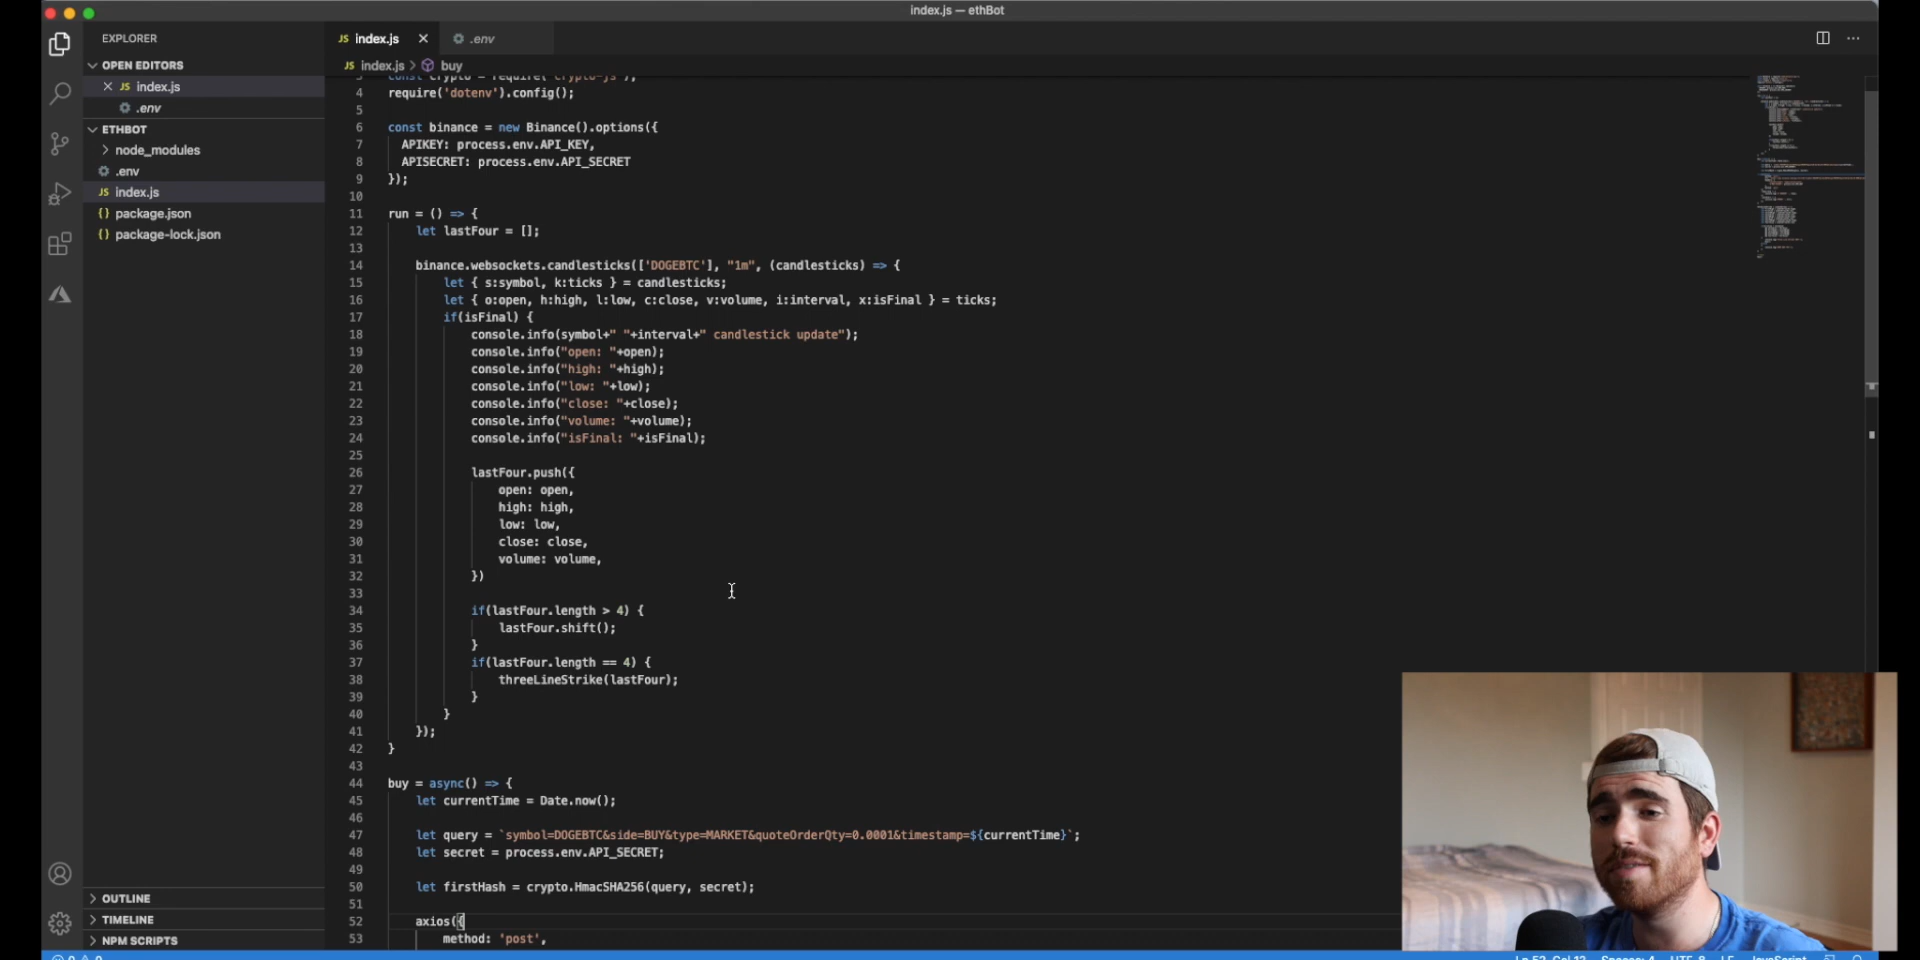 index.js — ethBot
EXPLORER
OPEN EDITORS
JS index.js
.env
ETHBOT
node_modules
.env
JS index.js
{} package.json
{} package-lock.json
OUTLINE
TIMELINE
NPM SCRIPTS
JS index.js
.env
JS index.js > buy
3 const crypto = require('crypto-js');
4 require('dotenv').config();
5
6 const binance = new Binance().options({
7 APIKEY: process.env.API_KEY,
8 APISECRET: process.env.API_SECRET
9 });
10
11 run = () => {
12 let lastFour = [];
13
14 binance.websockets.candlesticks(['DOGEBTC'], "1m", (candlesticks) => {
15 let { s:symbol, k:ticks } = candlesticks;
16 let { o:open, h:high, l:low, c:close, v:volume, i:interval, x:isFinal } = ticks;
17 if(isFinal) {
18 console.info(symbol+" "+interval+" candlestick update");
19 console.info("open: "+open);
20 console.info("high: "+high);
21 console.info("low: "+low);
22 console.info("close: "+close);
23 console.info("volume: "+volume);
24 console.info("isFinal: "+isFinal);
25
26 lastFour.push({
27 open: open,
28 high: high,
29 low: low,
30 close: close,
31 volume: volume,
32 })
33
34 if(lastFour.length > 4) {
35 lastFour.shift();
36 }
37 if(lastFour.length == 4) {
38 threeLineStrike(lastFour);
39 }
40 }
41 });
42 }
43
44 buy = async() => {
45 let currentTime = Date.now();
46
47 let query = `symbol=DOGEBTC&side=BUY&type=MARKET&quoteOrderQty=0.0001&timestamp=${currentTime}`;
48 let secret = process.env.API_SECRET;
49
50 let firstHash = crypto.HmacSHA256(query, secret);
51
52 axios({
53 method: 'post',